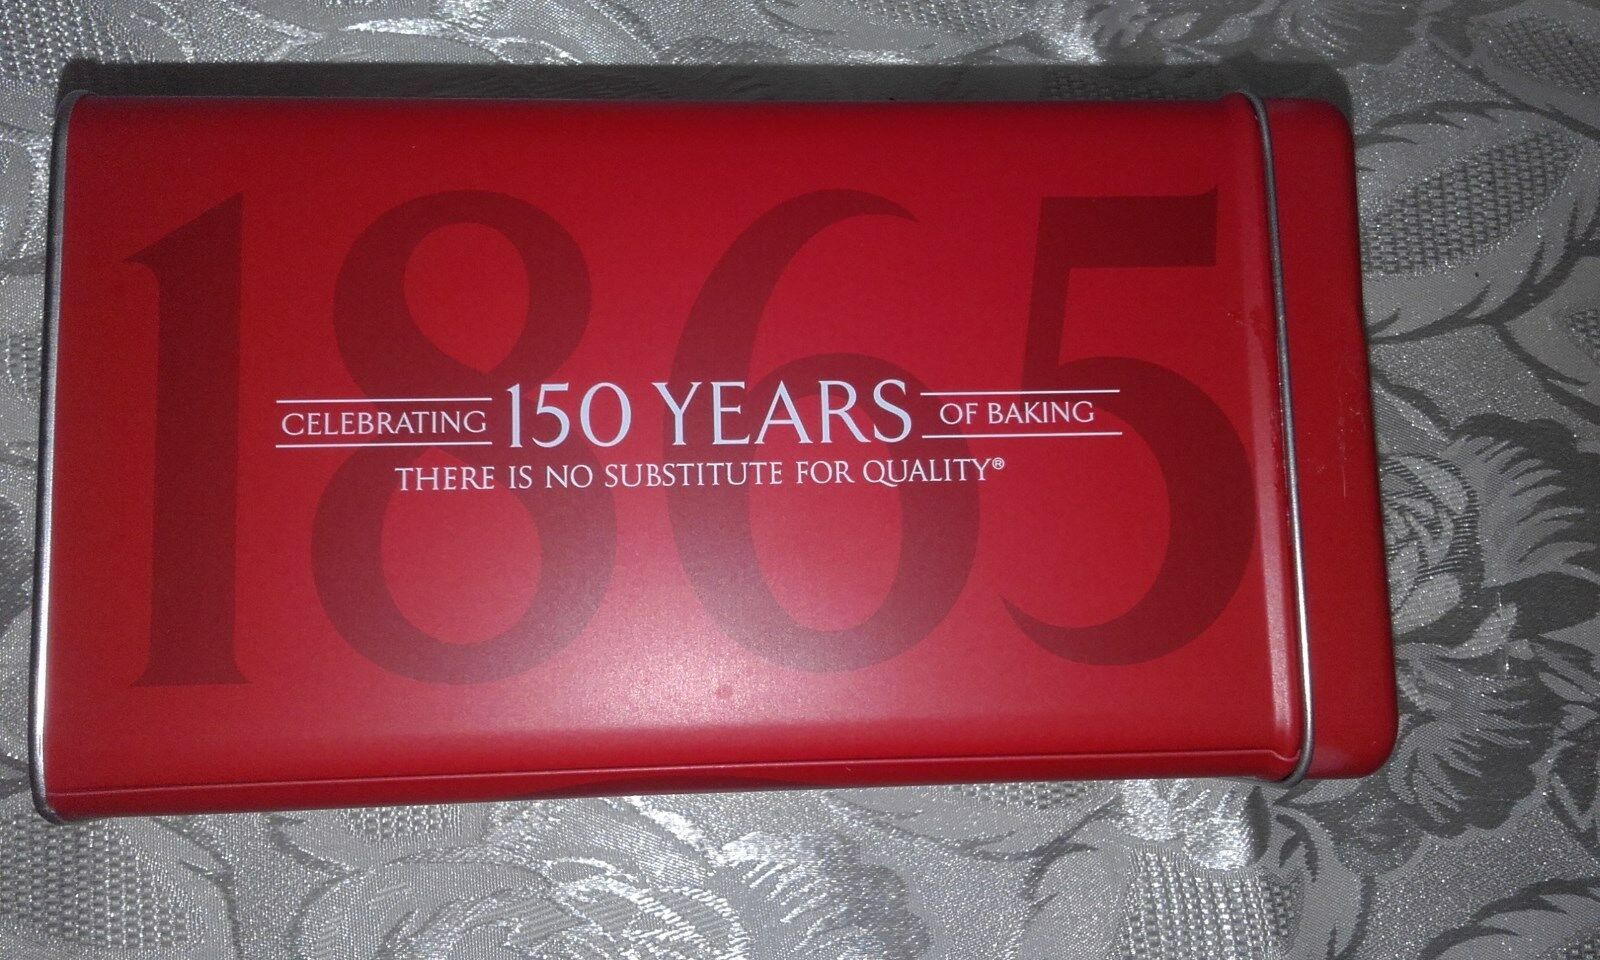 1865
CELEBRATING 150 YEARS OF BAKING
THERE IS NO SUBSTITUTE FOR QUALITY®